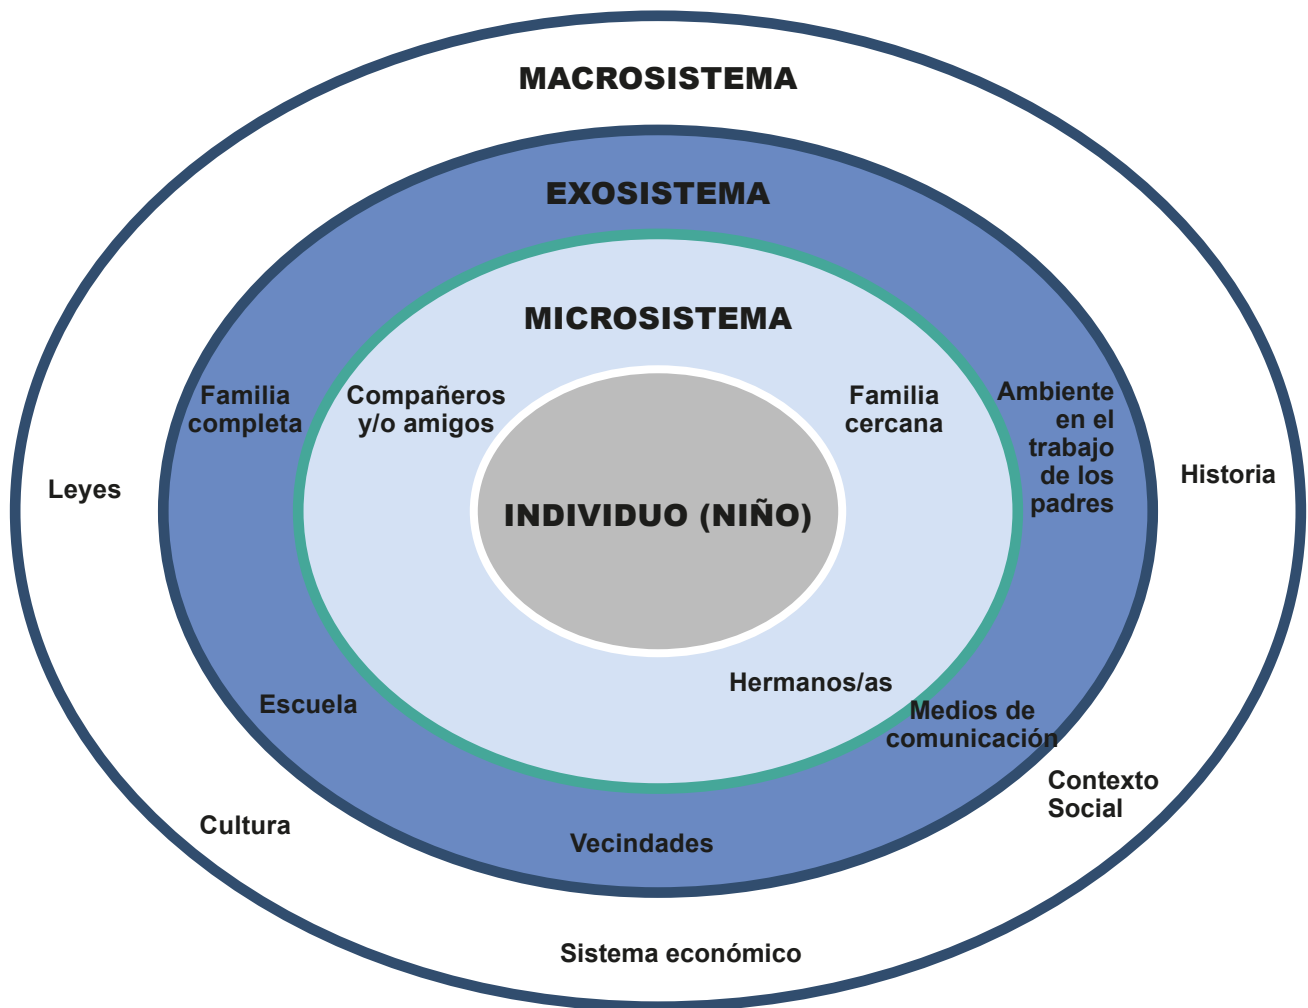 MACROSISTEMA
EXOSISTEMA
MICROSISTEMA
Familia
completa
Compañeros
y/o amigos
Familia
cercana
Ambiente
en el
trabajo
de los
padres
Leyes
Historia
INDIVIDUO (NIÑO)
Hermanos/as
Escuela
Medios de
comunicación
Contexto
Social
Cultura
Vecindades
Sistema económico